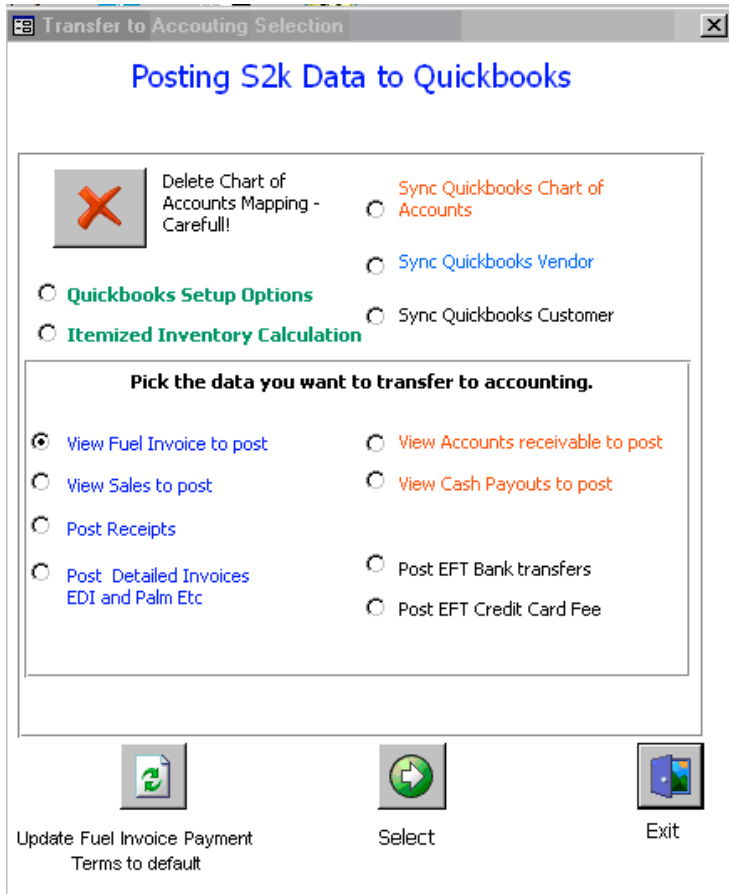 Transfer to Accouting Selection
Posting S2k Data to Quickbooks
Delete Chart of
Accounts Mapping -
Carefull!
Sync Quickbooks Chart of
Accounts
Sync Quickbooks Vendor
Quickbooks Setup Options
Sync Quickbooks Customer
Itemized Inventory Calculation
Pick the data you want to transfer to accounting.
View Fuel Invoice to post
View Accounts receivable to post
View Sales to post
View Cash Payouts to post
Post Receipts
Post Detailed Invoices
EDI and Palm Etc
Post EFT Bank transfers
Post EFT Credit Card Fee
Update Fuel Invoice Payment
Terms to default
Select
Exit